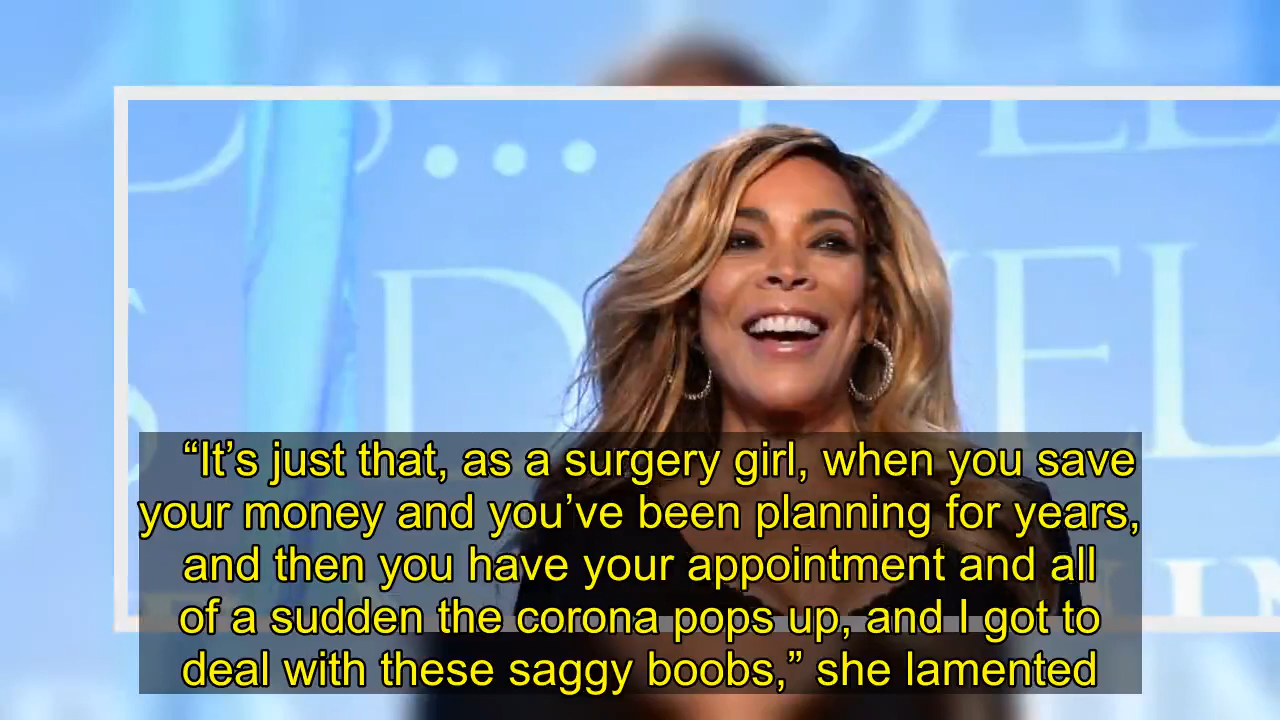 D
“It’s just that, as a surgery girl, when you save
your money and you’ve been planning for years,
and then you have your appointment and all
of a sudden the corona pops up, and I got to
deal with these saggy boobs,” she lamented